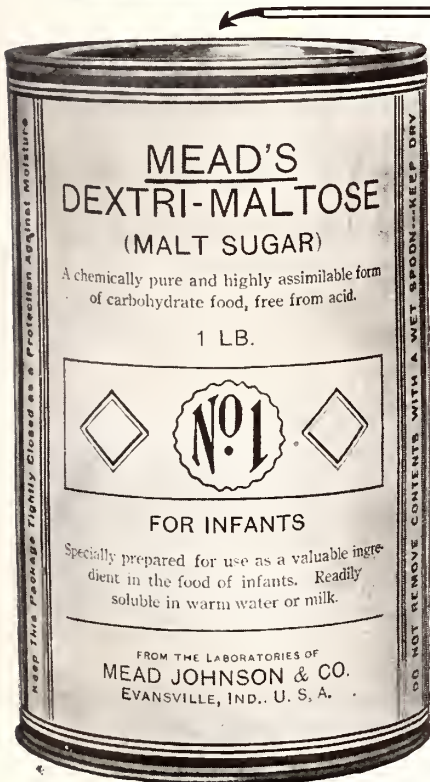 MEAD'S
DEXTRI-MALTOSE
(MALT SUGAR)
A chemically pure and highly assimilable form
of carbohydrate food, free from acid.
1 LB.
No. 1
FOR INFANTS
Specially prepared for use as a valuable ingre-
dient in the food of infants. Readily
soluble in warm water or milk.
FROM THE LABORATORIES OF
MEAD JOHNSON & CO.
EVANSVILLE, IND.. U. S, A.
Keep This Package Tightly Closed as a Protection Against Moisture
DO NOT REMOVE CONTENTS WITH A WET SPOON---KEEP DRY